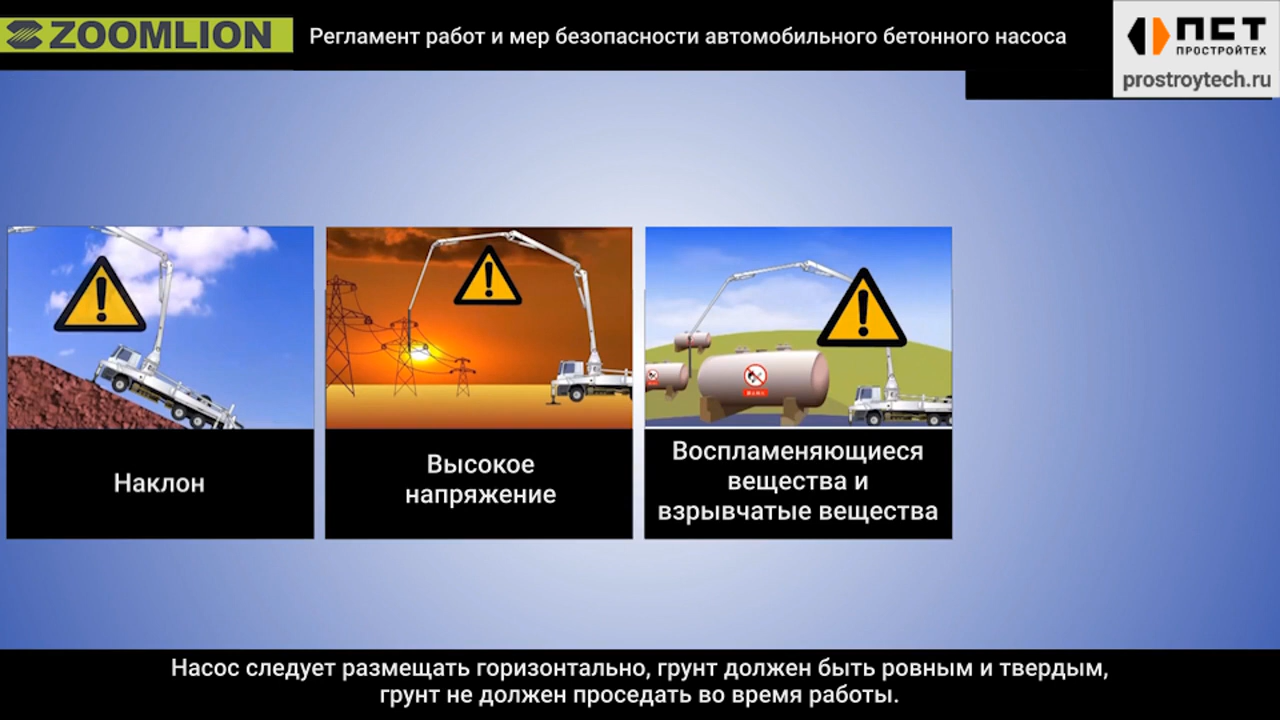 ZOOMLION
Регламент работ и мер безопасности автомобильного бетонного насоса
ПСТ
ПРОСТРОЙТЕХ
prostroytech.ru
Наклон
Высокое
напряжение
Воспламеняющиеся
вещества и
взрывчатые вещества
Насос следует размещать горизонтально, грунт должен быть ровным и твердым,
грунт не должен проседать во время работы.